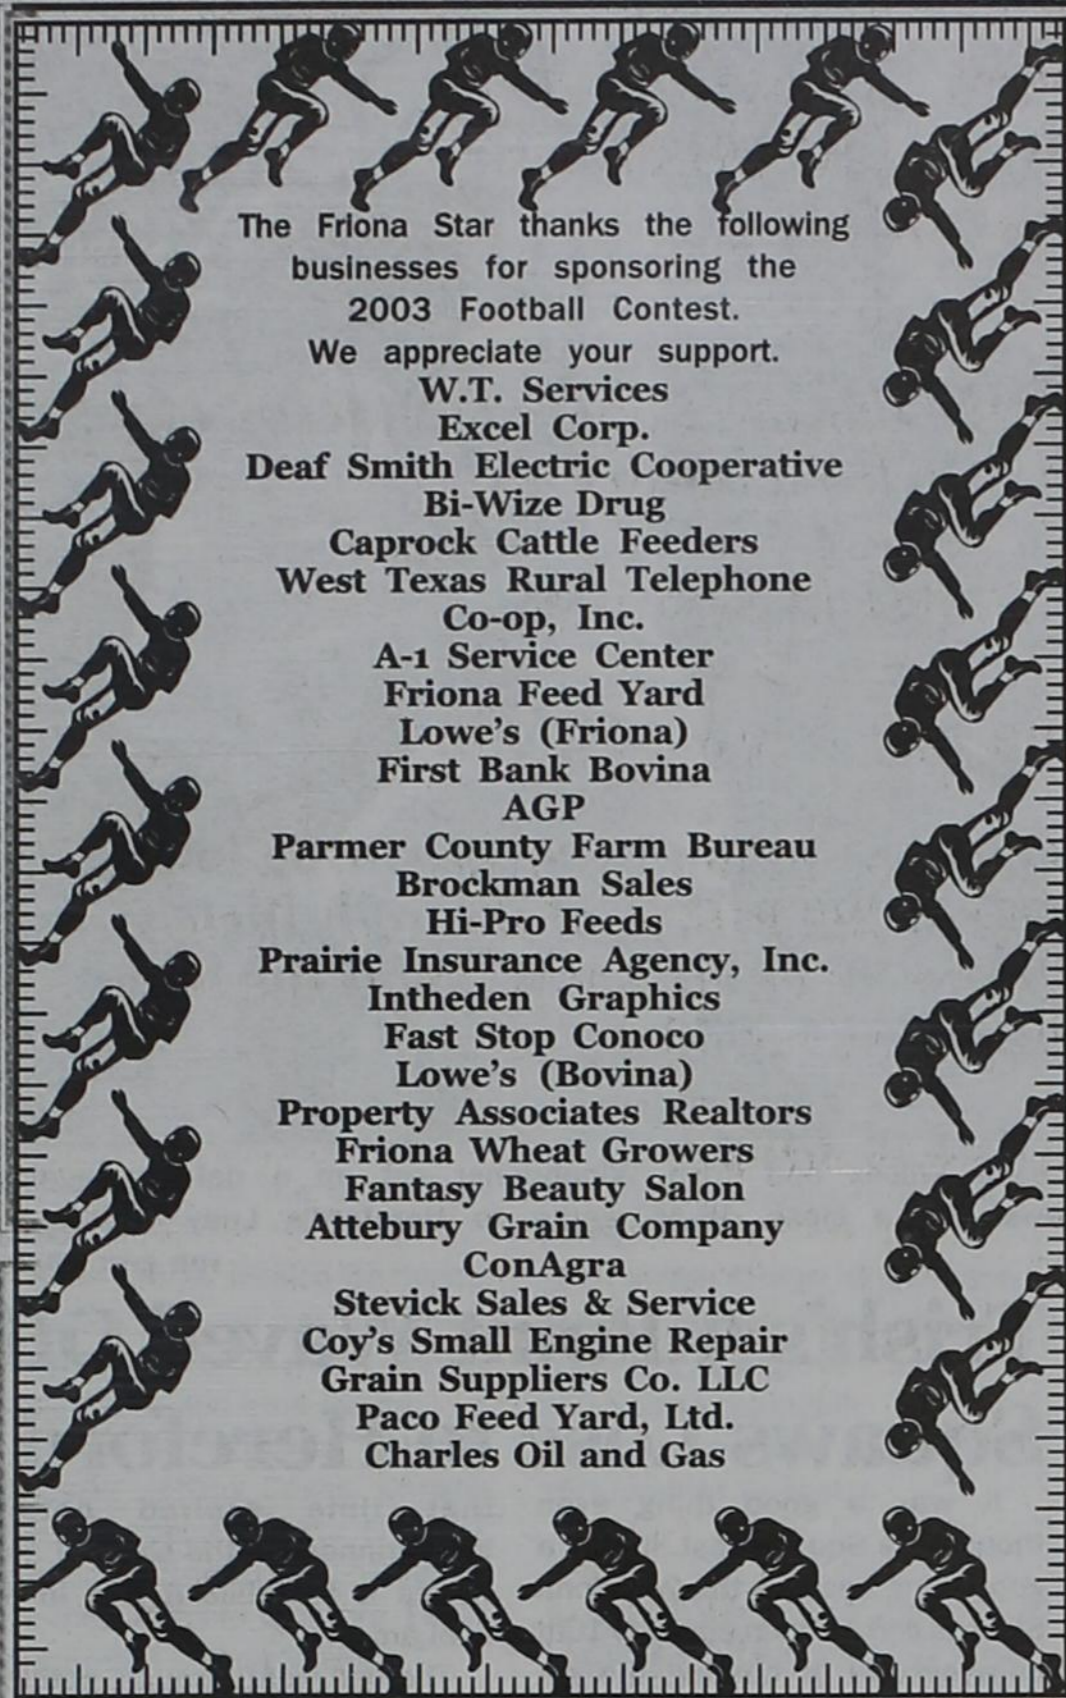 The Friona Star thanks the following
businesses for sponsoring the
2003 Football Contest.
We appreciate your support.
W.T. Services
Excel Corp.
Deaf Smith Electric Cooperative
Bi-Wize Drug
Caprock Cattle Feeders
West Texas Rural Telephone
Co-op, Inc.
A-1 Service Center
Friona Feed Yard
Lowe's (Friona)
First Bank Bovina
AGP
Parmer County Farm Bureau
Brockman Sales
Hi-Pro Feeds
Prairie Insurance Agency, Inc.
Intheden Graphics
Fast Stop Conoco
Lowe's (Bovina)
Property Associates Realtors
Friona Wheat Growers
Fantasy Beauty Salon
Attebury Grain Company
ConAgra
Stevick Sales & Service
Coy's Small Engine Repair
Grain Suppliers Co. LLC
Paco Feed Yard, Ltd.
Charles Oil and Gas